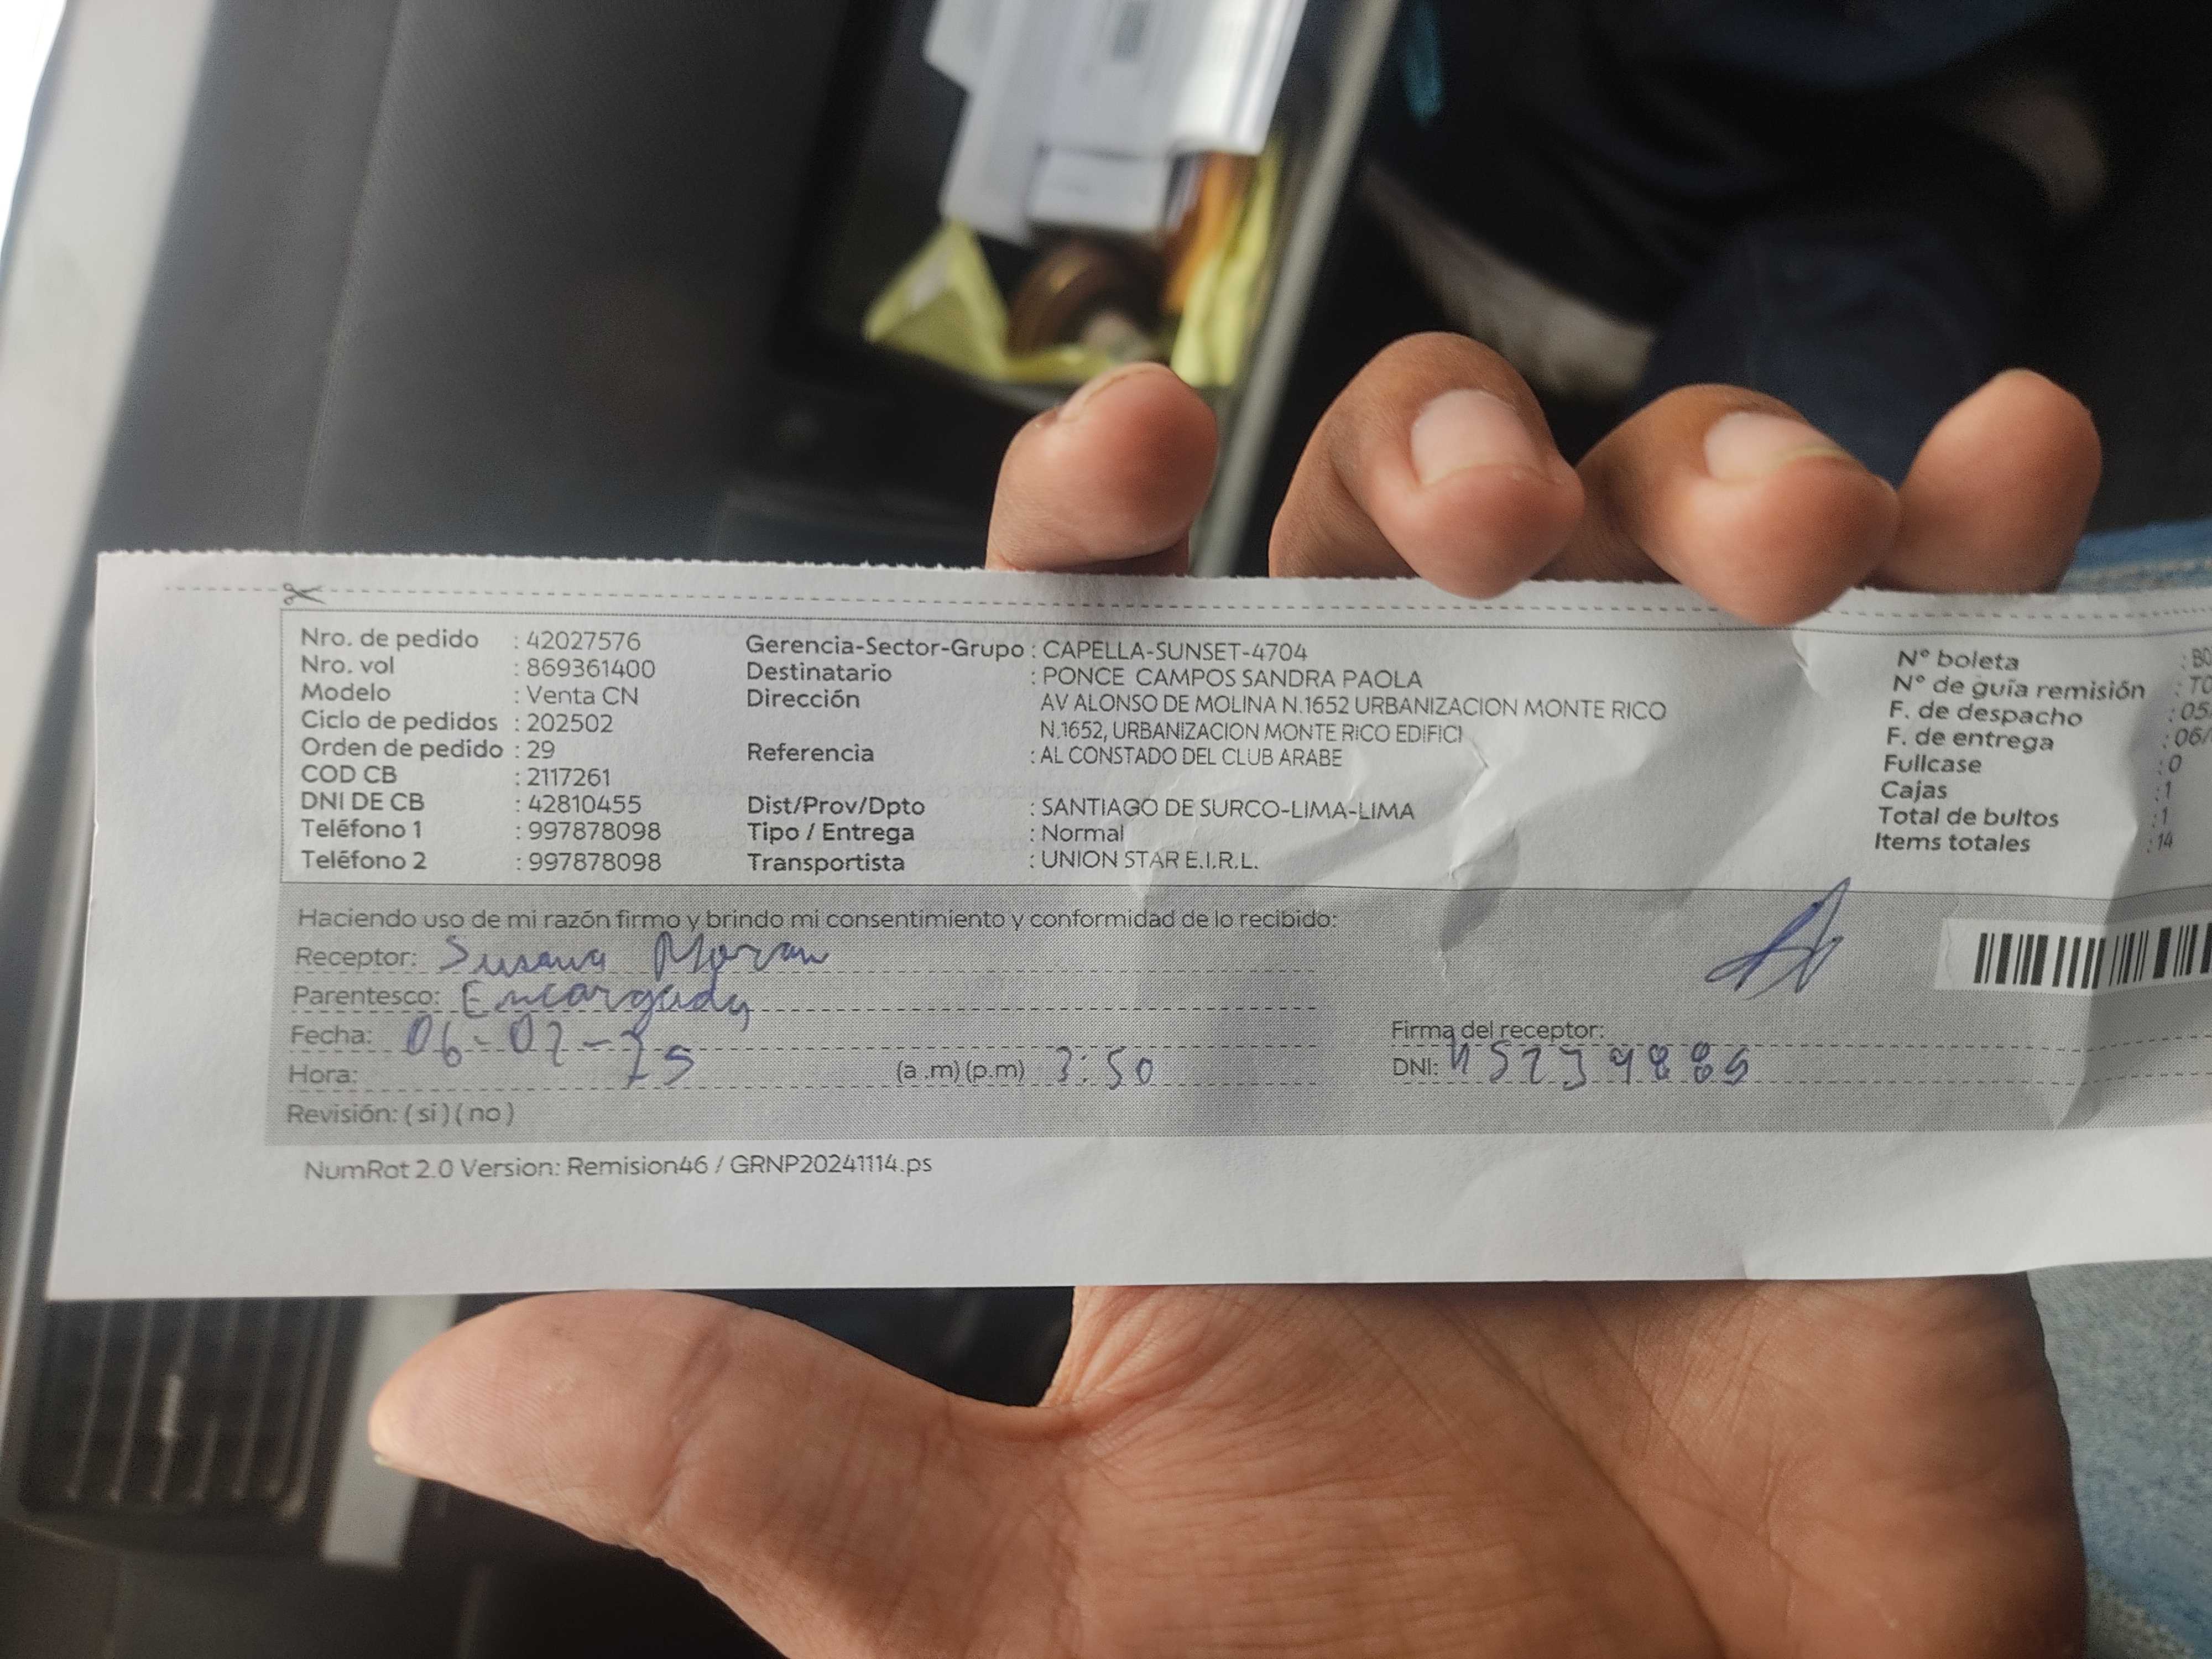 Nro. de pedido : 42027576
Nro. vol : 869361400
Modelo : Venta CN
Ciclo de pedidos : 202502
Orden de pedido : 29
COD CB : 2117261
DNI DE CB : 42810455
Teléfono 1 : 997878098
Teléfono 2 : 997878098
Gerencia-Sector-Grupo : CAPELLA-SUNSET-4704
Destinatario : PONCE CAMPOS SANDRA PAOLA
Dirección AV ALONSO DE MOLINA N.1652 URBANIZACION MONTE RICO
N.1652, URBANIZACION MONTE RICO EDIFICI
Referencia : AL CONSTADO DEL CLUB ARABE
Dist/Prov/Dpto : SANTIAGO DE SURCO-LIMA-LIMA
Tipo / Entrega : Normal
Transportista : UNION STAR E.I.R.L.
N° boleta : B0
N° de guía remisión : T0
F. de despacho : 05
F. de entrega : 06/
Fullcase : 0
Cajas : 1
Total de bultos : 1
Items totales : 14
Haciendo uso de mi razón firmo y brindo mi consentimiento y conformidad de lo recibido:
Receptor: Susana Moran
Parentesco: Encargada
Fecha: 06-02-25
Hora: (a .m) (p.m) 3:50
Revisión: ( si ) ( no )
Firma del receptor:
DNI:
NumRot 2.0 Version: Remision46 / GRNP20241114.ps